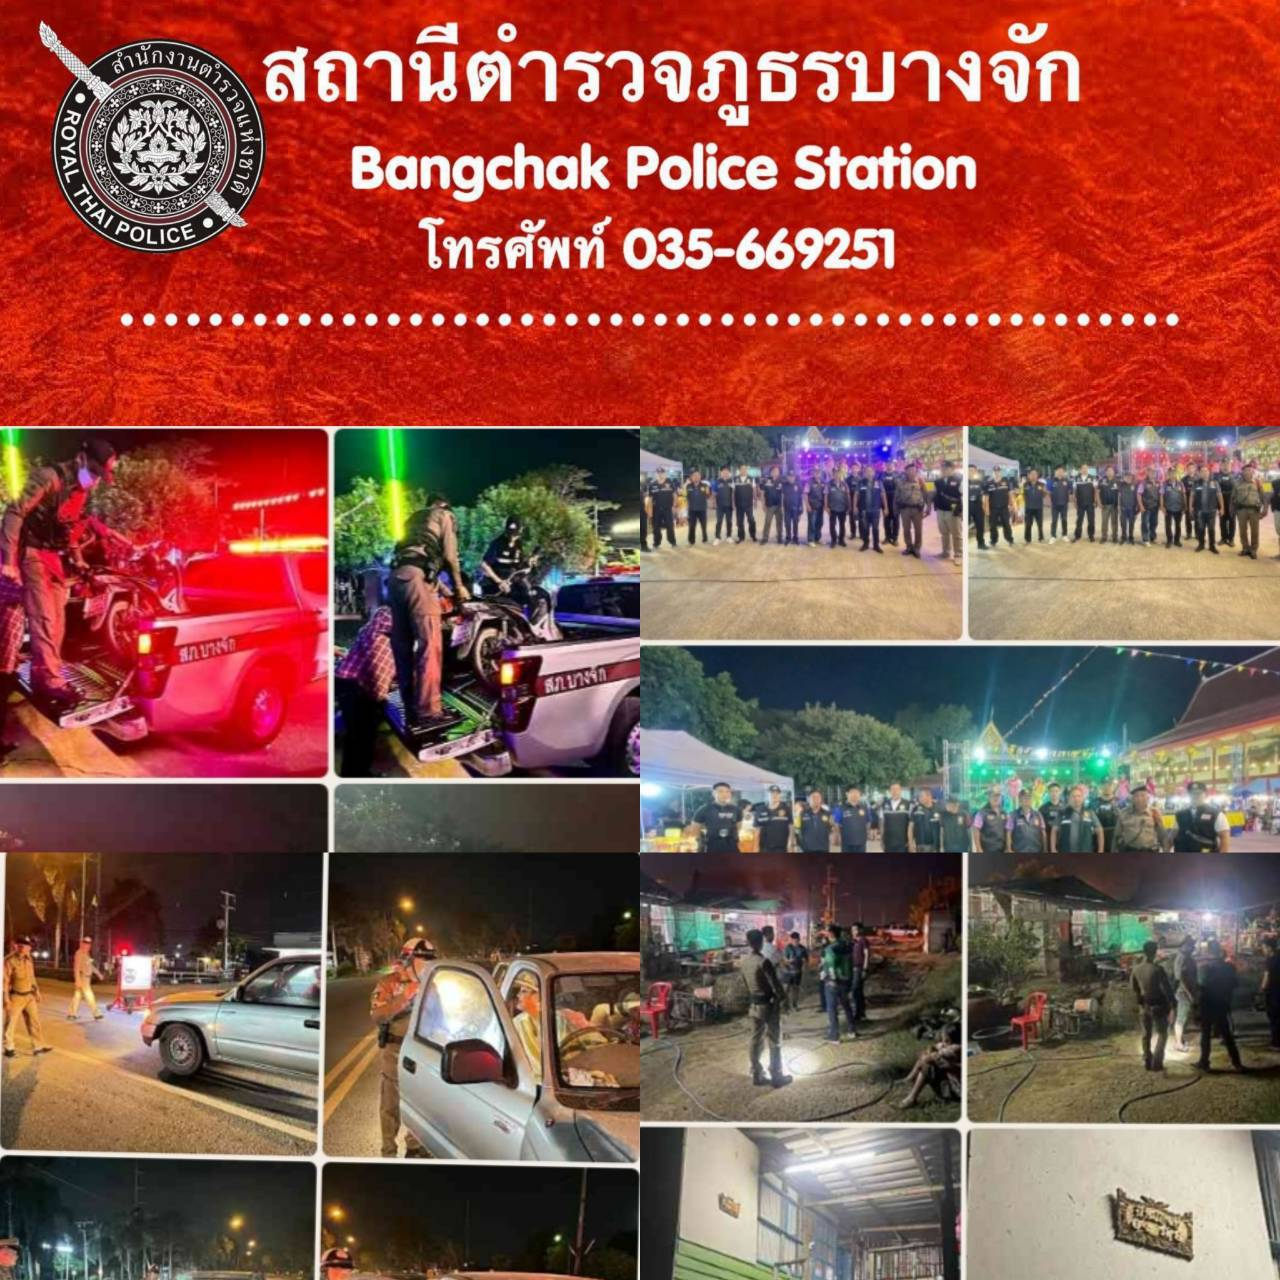 สำนักงานตำรวจแห่งชาติ
ROYAL THAI POLICE
สถานีตำรวจภูธรบางจัก
Bangchak Police Station
โทรศัพท์ 035-669251
สภ.บางจัก
สภ.บางจัก